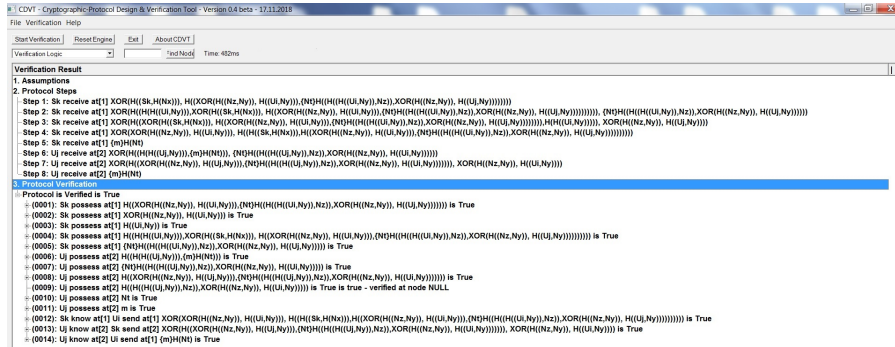 CDVT - Cryptographic-Protocol Design & Verification Tool - Version 0.4 beta - 17.11.2018
File Verification Help
Start Verification Reset Engine Exit About CDVT
Verification Logic Find Node Time: 482ms
Verification Result
1. Assumptions
2. Protocol Steps
Step 1: Sk receive at[1] XOR(H((Sk,H(Nx))), H((XOR(H((Nz,Ny)), H((Ui,Ny))),{Nt}H((H((H((Ui,Ny)),Nz)),XOR(H((Nz,Ny)), H((Uj,Ny))))))))
Step 2: Sk receive at[1] XOR(H((H(H((Ui,Ny))),XOR(H((Sk,H(Nx))), H((XOR(H((Nz,Ny)), H((Ui,Ny))),{Nt}H((H((H((Ui,Ny)),Nz)),XOR(H((Nz,Ny)), H((Uj,Ny)))))))))), {Nt}H((H((H((Ui,Ny)),Nz)),XOR(H((Nz,Ny)), H((Uj,Ny))))))
Step 3: Sk receive at[1] XOR(XOR(H((Sk,H(Nx))), H((XOR(H((Nz,Ny)), H((Ui,Ny))),{Nt}H((H((H((Ui,Ny)),Nz)),XOR(H((Nz,Ny)), H((Uj,Ny)))))))),H(H((Ui,Ny)))), XOR(H((Nz,Ny)), H((Uj,Ny))))
Step 4: Sk receive at[1] XOR(XOR(H((Nz,Ny)), H((Ui,Ny))), H((H((Sk,H(Nx))),H((XOR(H((Nz,Ny)), H((Ui,Ny))),{Nt}H((H((H((Ui,Ny)),Nz)),XOR(H((Nz,Ny)), H((Uj,Ny))))))))))
Step 5: Sk receive at[1] {m}H(Nt)
Step 6: Uj receive at[2] XOR(H((H(H((Uj,Ny))),{m}H(Nt))), {Nt}H((H((H((Uj,Ny)),Nz)),XOR(H((Nz,Ny)), H((Ui,Ny))))))
Step 7: Uj receive at[2] XOR(H((XOR(H((Nz,Ny)), H((Uj,Ny))),{Nt}H((H((H((Uj,Ny)),Nz)),XOR(H((Nz,Ny)), H((Ui,Ny))))))), XOR(H((Nz,Ny)), H((Ui,Ny))))
Step 8: Uj receive at[2] {m}H(Nt)
3. Protocol Verification
Protocol is Verified is True
(0001): Sk possess at[1] H((XOR(H((Nz,Ny)), H((Ui,Ny))),{Nt}H((H((H((Ui,Ny)),Nz)),XOR(H((Nz,Ny)), H((Uj,Ny))))))) is True
(0002): Sk possess at[1] XOR(H((Nz,Ny)), H((Ui,Ny))) is True
(0003): Sk possess at[1] H((Ui,Ny)) is True
(0004): Sk possess at[1] H((H(H((Ui,Ny))),XOR(H((Sk,H(Nx))), H((XOR(H((Nz,Ny)), H((Ui,Ny))),{Nt}H((H((H((Ui,Ny)),Nz)),XOR(H((Nz,Ny)), H((Uj,Ny)))))))))) is True
(0005): Sk possess at[1] {Nt}H((H((H((Ui,Ny)),Nz)),XOR(H((Nz,Ny)), H((Uj,Ny))))) is True
(0006): Uj possess at[2] H((H(H((Uj,Ny))),{m}H(Nt))) is True
(0007): Uj possess at[2] {Nt}H((H((H((Uj,Ny)),Nz)),XOR(H((Nz,Ny)), H((Ui,Ny))))) is True
(0008): Uj possess at[2] H((XOR(H((Nz,Ny)), H((Uj,Ny))),{Nt}H((H((H((Uj,Ny)),Nz)),XOR(H((Nz,Ny)), H((Ui,Ny))))))) is True
(0009): Uj possess at[2] H((H((H((Uj,Ny)),Nz)),XOR(H((Nz,Ny)), H((Ui,Ny))))) is True is true - verified at node NULL
(0010): Uj possess at[2] Nt is True
(0011): Uj possess at[2] m is True
(0012): Sk know at[1] Ui send at[1] XOR(XOR(H((Nz,Ny)), H((Ui,Ny))), H((H((Sk,H(Nx))),H((XOR(H((Nz,Ny)), H((Ui,Ny))),{Nt}H((H((H((Ui,Ny)),Nz)),XOR(H((Nz,Ny)), H((Uj,Ny)))))))))) is True
(0013): Uj know at[2] Sk send at[2] XOR(H((XOR(H((Nz,Ny)), H((Uj,Ny))),{Nt}H((H((H((Uj,Ny)),Nz)),XOR(H((Nz,Ny)), H((Ui,Ny))))))), XOR(H((Nz,Ny)), H((Ui,Ny)))) is True
(0014): Uj know at[2] Ui send at[1] {m}H(Nt) is True